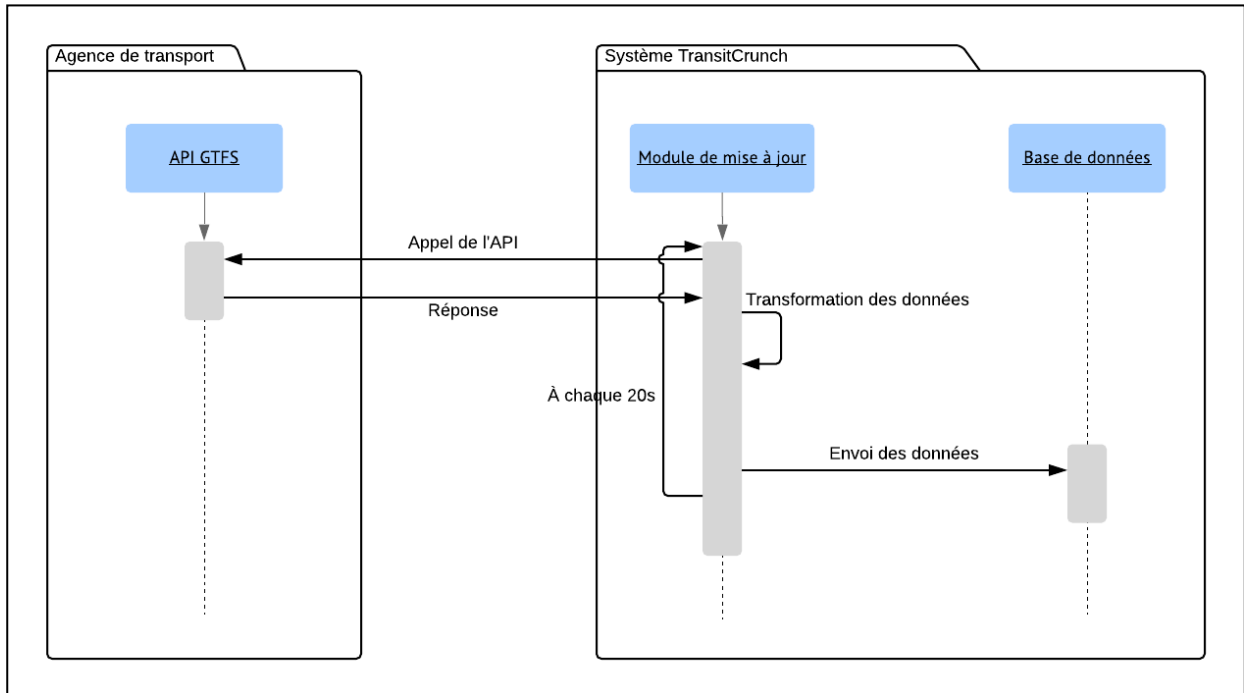 Agence de transport
Système TransitCrunch
API GTFS
Module de mise à jour
Base de données
Appel de l'API
Réponse
Transformation des données
À chaque 20s
Envoi des données